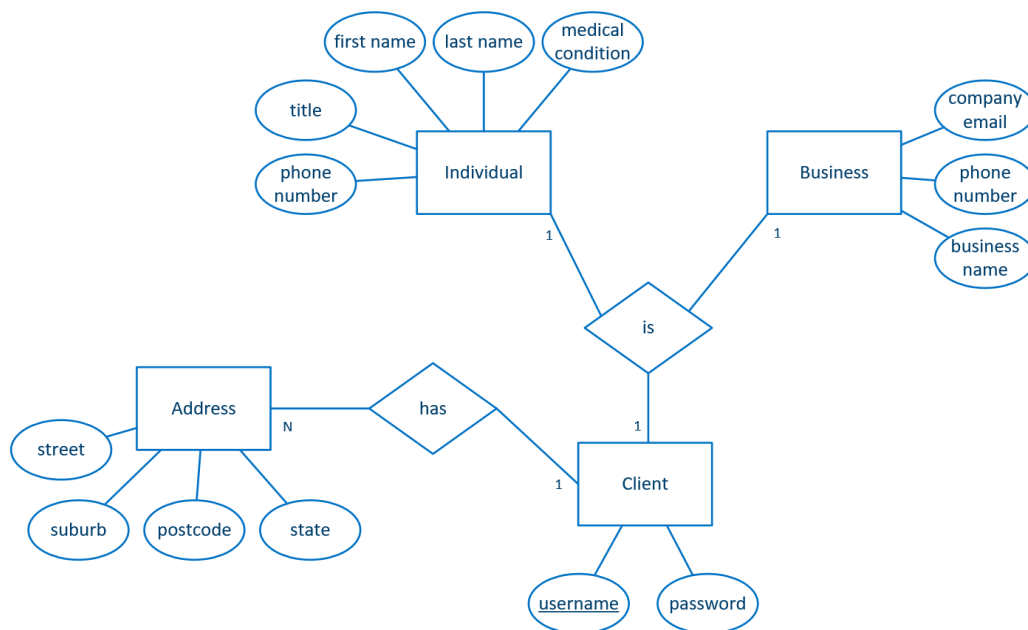 first name
last name
medical
condition
title
company
email
phone
number
Individual
Business
phone
number
1
1
business
name
is
Address
has
N
1
street
1
Client
suburb
postcode
state
username
password